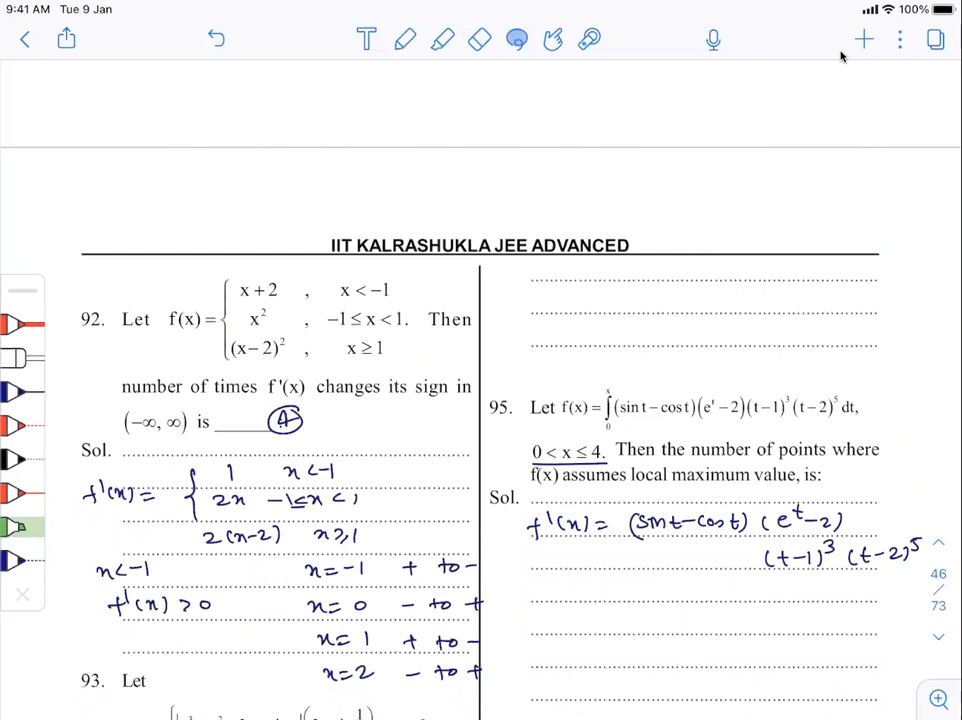 9:41 AM Tue 9 Jan
100%
IIT KALRASHUKLA JEE ADVANCED
92. Let f(x) = { x + 2 , x < −1
x² , −1 ≤ x < 1. Then
(x − 2)² , x ≥ 1
number of times f'(x) changes its sign in
(−∞, ∞) is ______ 4
Sol.
f'(x) = { 1 x < -1
2x -1 ≤ x < 1
2(x-2) x ≥ 1
x < -1
f'(x) > 0
x = -1 + to -
x = 0 - to +
x = 1 + to -
x = 2 - to +
93. Let
95. Let f(x) = ∫₀ˣ (sin t − cos t)(eᵗ − 2)(t − 1)³ (t − 2)⁵ dt,
0 < x ≤ 4. Then the number of points where
f(x) assumes local maximum value, is:
Sol.
f'(x) = (sint - cost) (eᵗ - 2)
(t-1)³ (t-2)⁵
46
/
73